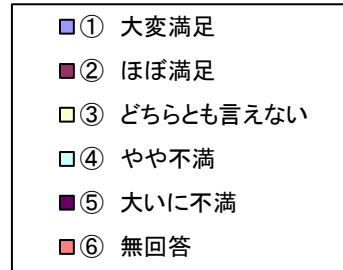 ① 大変満足
② ほぼ満足
③ どちらとも言えない
④ やや不満
⑤ 大いに不満
⑥ 無回答